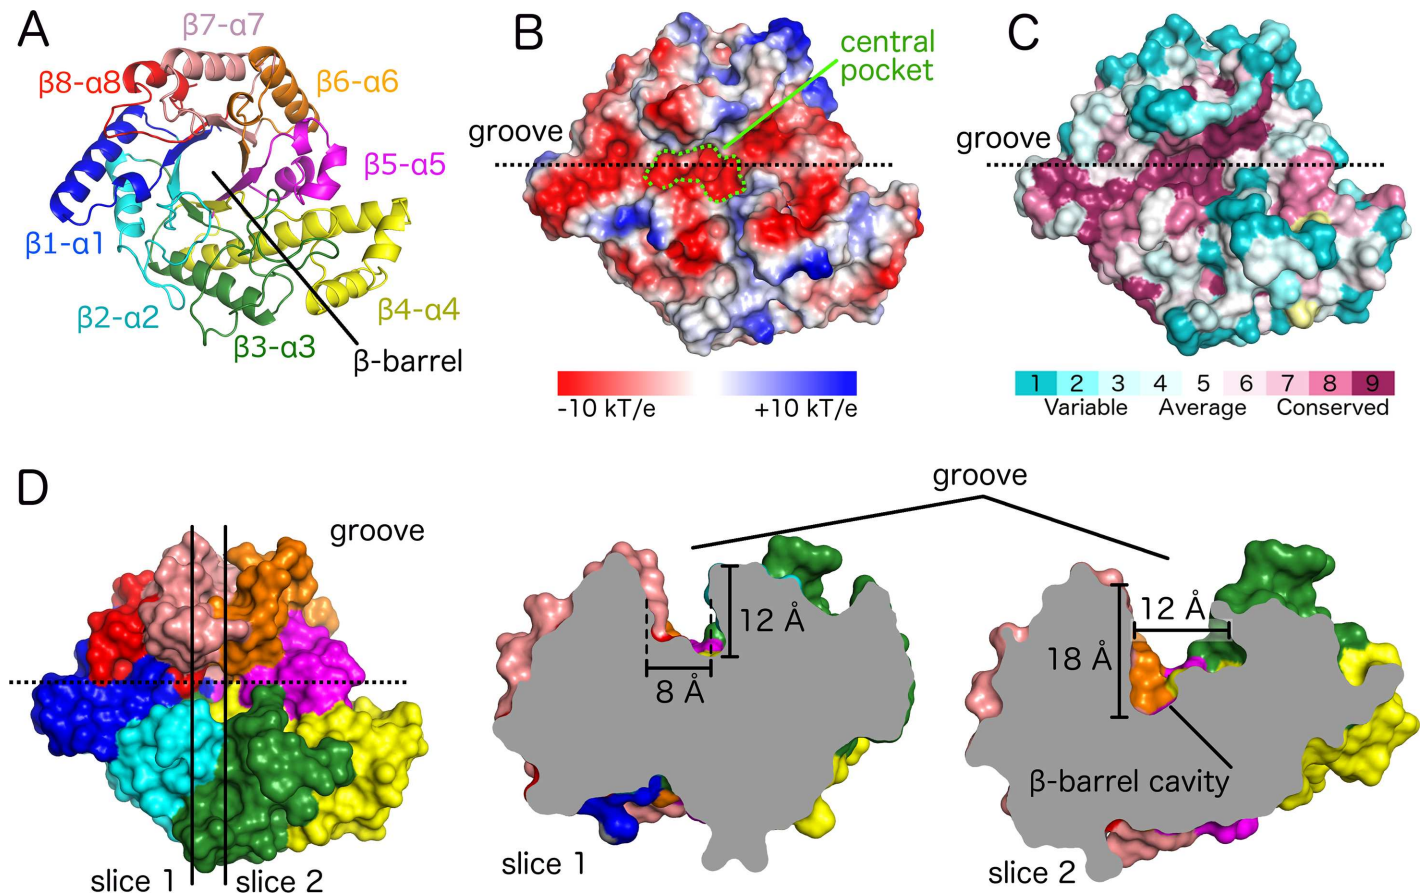 A
β7-α7
β8-α8
β6-α6
β5-α5
β1-α1
β2-α2
β4-α4
β3-α3
β-barrel
B
central
pocket
groove
-10 kT/e
+10 kT/e
C
groove
1 2 3 4 5 6 7 8 9
Variable Average Conserved
D
groove
slice 1
slice 2
groove
12 Å
8 Å
slice 1
12 Å
18 Å
β-barrel cavity
slice 2